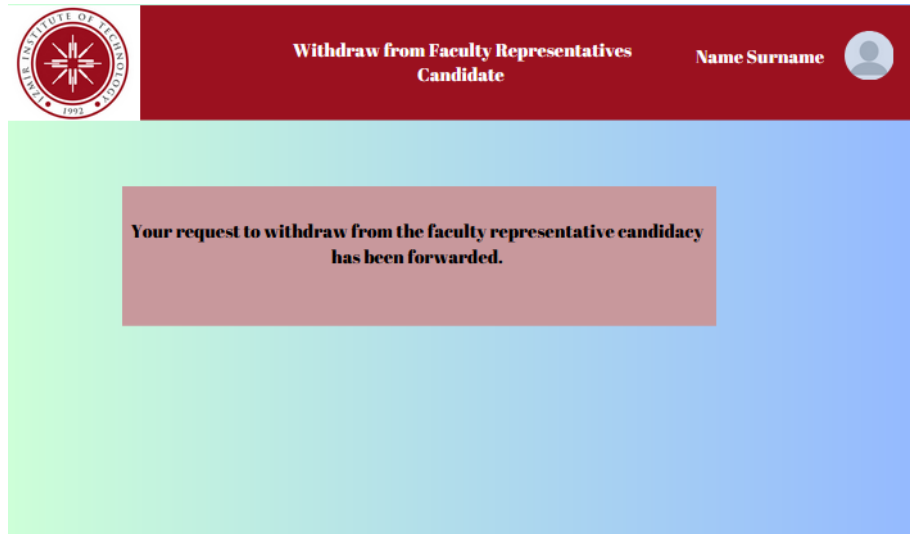 IZMIR INSTITUTE OF TECHNOLOGY
1992
Withdraw from Faculty Representatives
Candidate
Name Surname
Your request to withdraw from the faculty representative candidacy
has been forwarded.